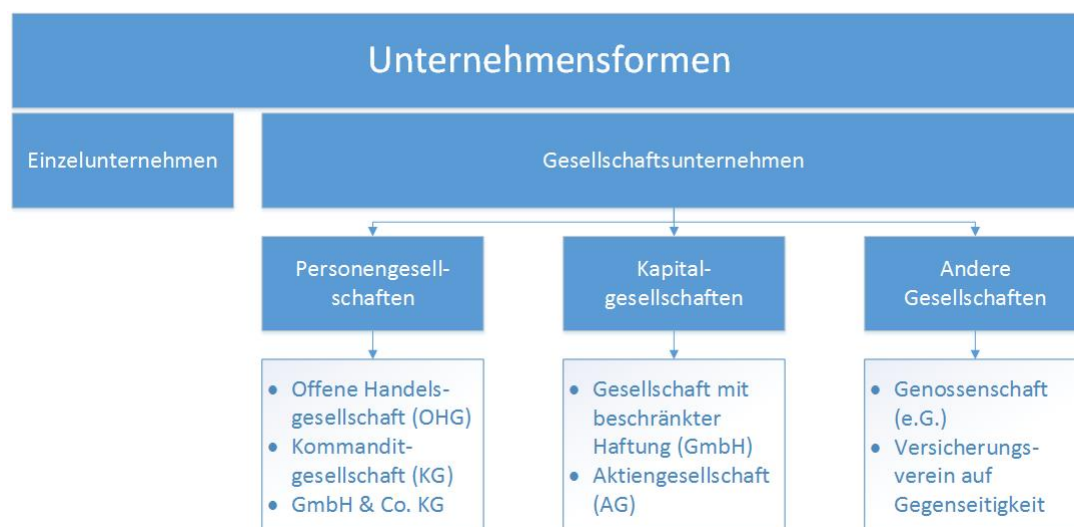 Unternehmensformen
Einzelunternehmen
Gesellschaftsunternehmen
Personengesell-
schaften
Kapital-
gesellschaften
Andere
Gesellschaften
• Offene Handels-
gesellschaft (OHG)
• Kommandit-
gesellschaft (KG)
• GmbH & Co. KG
• Gesellschaft mit
beschränkter
Haftung (GmbH)
• Aktiengesellschaft
(AG)
• Genossenschaft
(e.G.)
• Versicherungs-
verein auf
Gegenseitigkeit